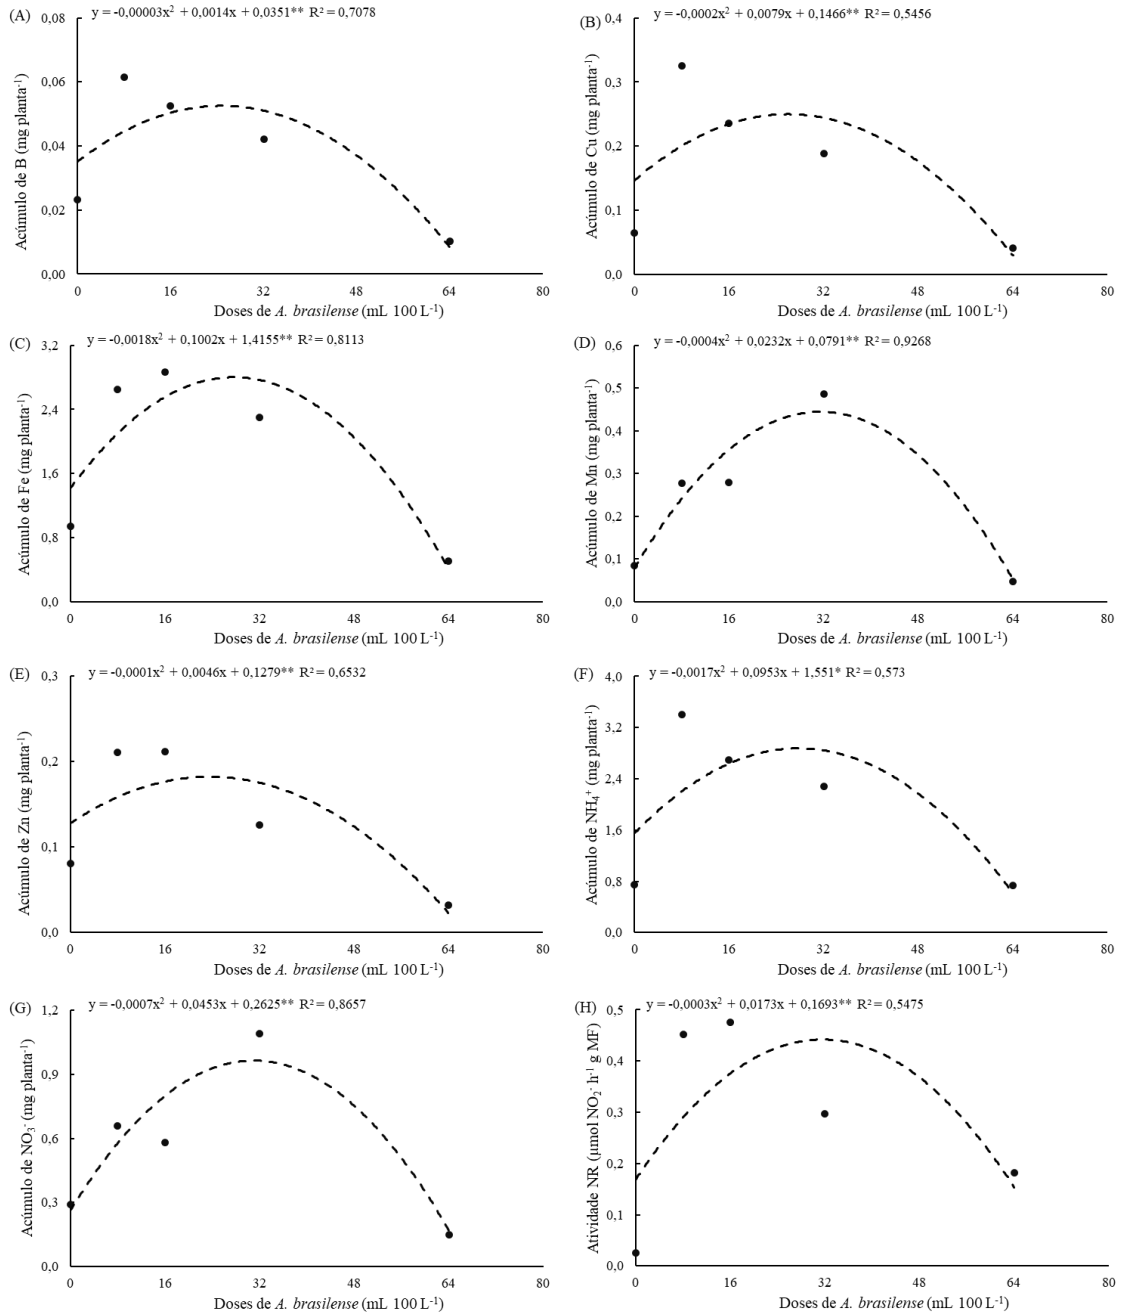 (A) y = -0,00003x² + 0,0014x + 0,0351** R² = 0,7078
Acúmulo de B (mg planta⁻¹)
0,08
0,06
0,04
0,02
0,00
0 16 32 48 64 80
Doses de A. brasilense (mL 100 L⁻¹)
(B) y = -0,0002x² + 0,0079x + 0,1466** R² = 0,5456
Acúmulo de Cu (mg planta⁻¹)
0,4
0,3
0,2
0,1
0,0
0 16 32 48 64 80
Doses de A. brasilense (mL 100 L⁻¹)
(C) y = -0,0018x² + 0,1002x + 1,4155** R² = 0,8113
Acúmulo de Fe (mg planta⁻¹)
3,2
2,4
1,6
0,8
0,0
0 16 32 48 64 80
Doses de A. brasilense (mL 100 L⁻¹)
(D) y = -0,0004x² + 0,0232x + 0,0791** R² = 0,9268
Acúmulo de Mn (mg planta⁻¹)
0,6
0,5
0,4
0,3
0,2
0,1
0,0
0 16 32 48 64 80
Doses de A. brasilense (mL 100 L⁻¹)
(E) y = -0,0001x² + 0,0046x + 0,1279** R² = 0,6532
Acúmulo de Zn (mg planta⁻¹)
0,3
0,2
0,1
0,0
0 16 32 48 64 80
Doses de A. brasilense (mL 100 L⁻¹)
(F) y = -0,0017x² + 0,0953x + 1,551* R² = 0,573
Acúmulo de NH₄⁺ (mg planta⁻¹)
4,0
3,2
2,4
1,6
0,8
0,0
0 16 32 48 64 80
Doses de A. brasilense (mL 100 L⁻¹)
(G) y = -0,0007x² + 0,0453x + 0,2625** R² = 0,8657
Acúmulo de NO₃⁻ (mg planta⁻¹)
1,2
0,9
0,6
0,3
0,0
0 16 32 48 64 80
Doses de A. brasilense (mL 100 L⁻¹)
(H) y = -0,0003x² + 0,0173x + 0,1693** R² = 0,5475
Atividade NR (µmol NO₂⁻ h⁻¹ g MF)
0,5
0,4
0,3
0,2
0,1
0,0
0 16 32 48 64 80
Doses de A. brasilense (mL 100 L⁻¹)